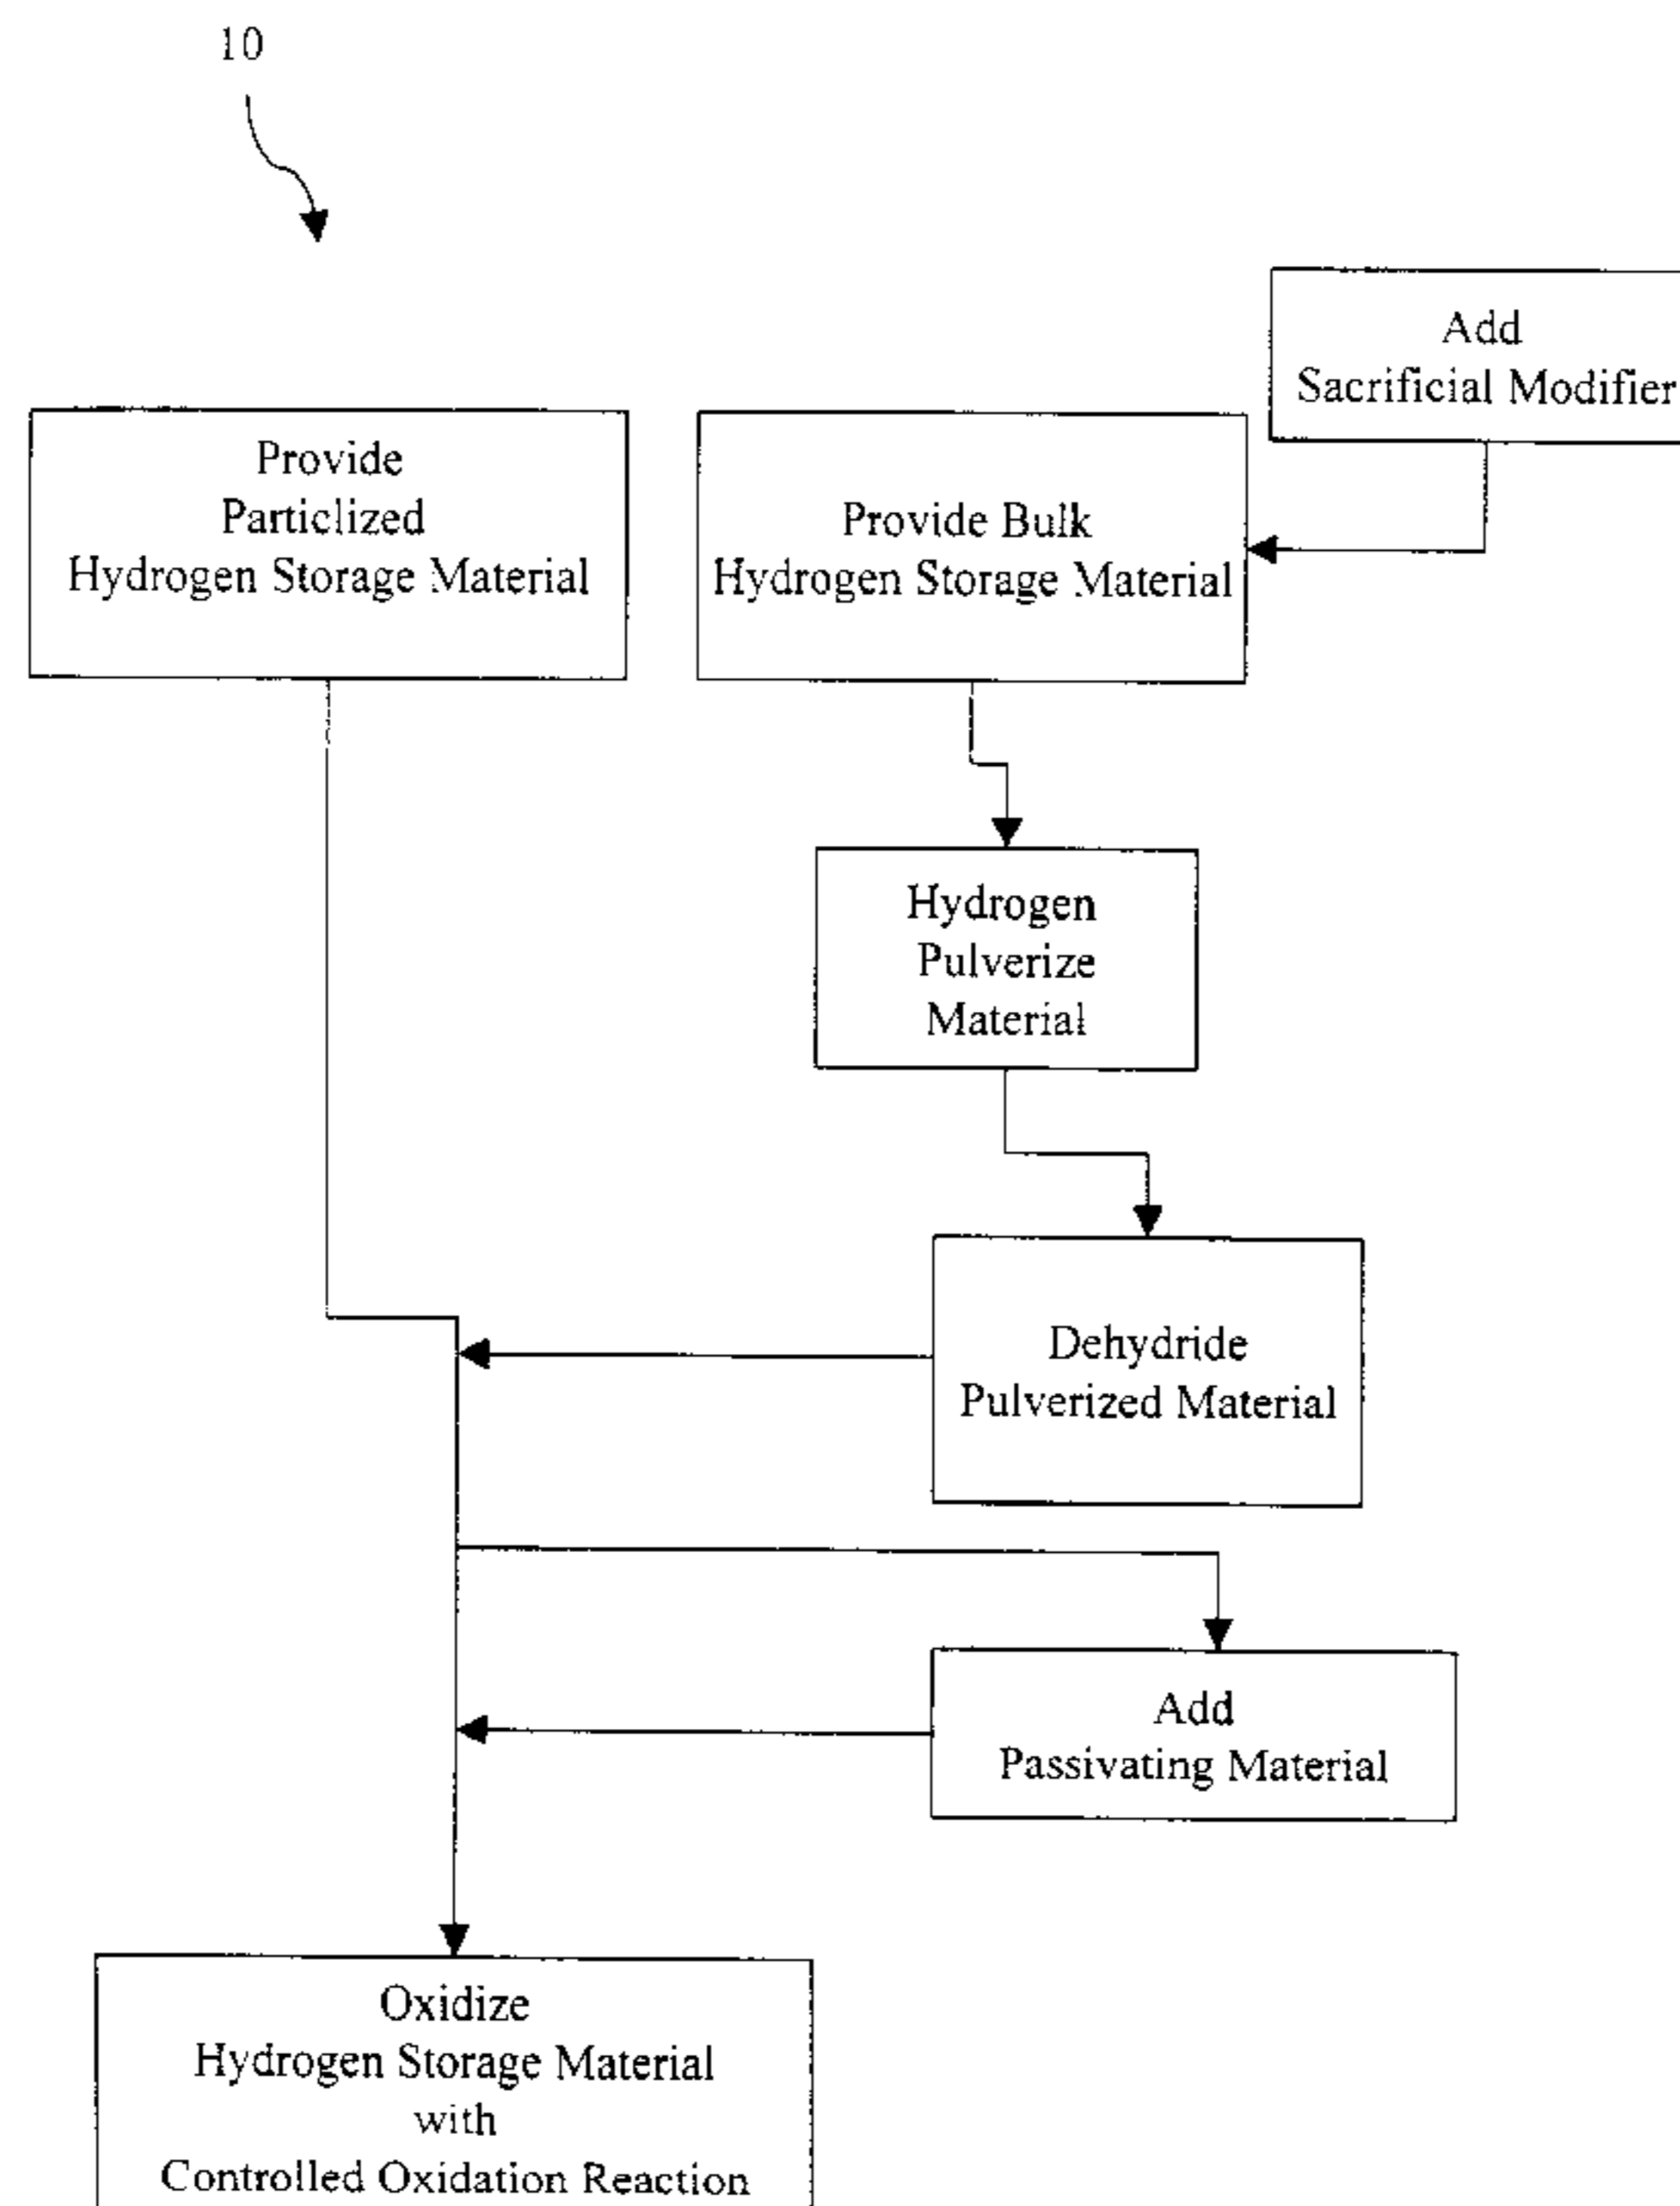 10
Add
Sacrificial Modifier
Provide
Particlized
Hydrogen Storage Material
Provide Bulk
Hydrogen Storage Material
Hydrogen
Pulverize
Material
Dehydride
Pulverized Material
Add
Passivating Material
Oxidize
Hydrogen Storage Material
with
Controlled Oxidation Reaction